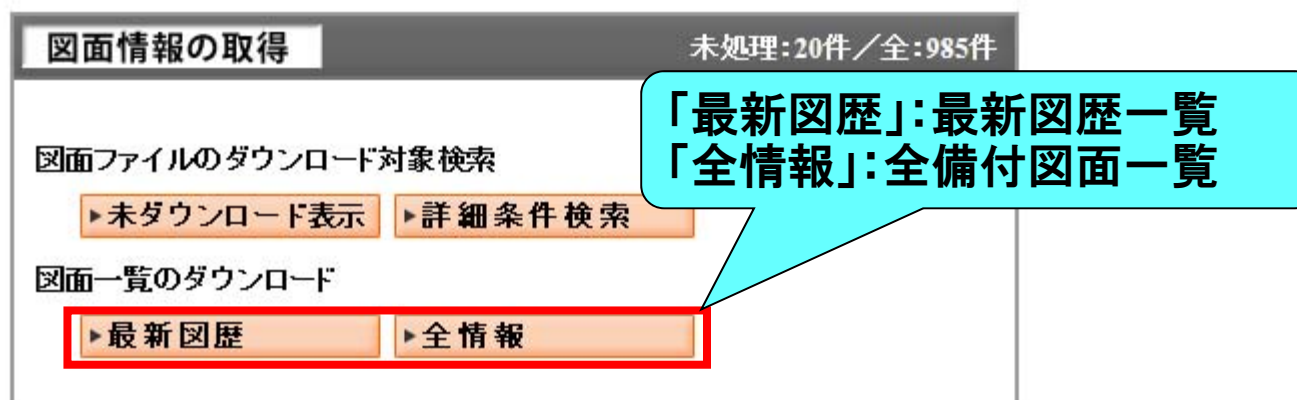 図面情報の取得 未処理:20件／全:985件
「最新図歴」:最新図歴一覧
「全情報」:全備付図面一覧
図面ファイルのダウンロード対象検索
▶未ダウンロード表示 ▶詳細条件検索
図面一覧のダウンロード
▶最新図歴 ▶全情報